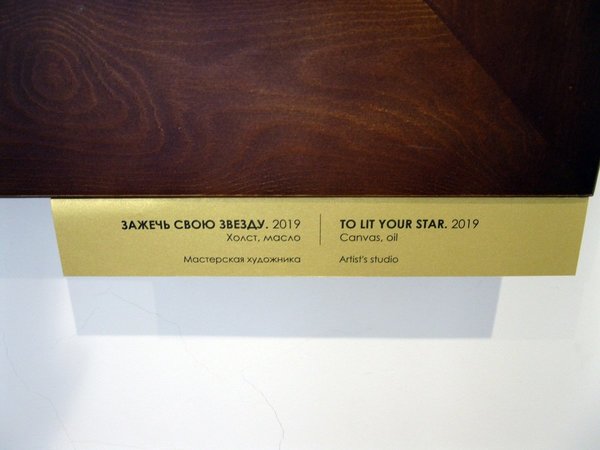 ЗАЖЕЧЬ СВОЮ ЗВЕЗДУ. 2019
Холст, масло
Мастерская художника
TO LIT YOUR STAR. 2019
Canvas, oil
Artist's studio